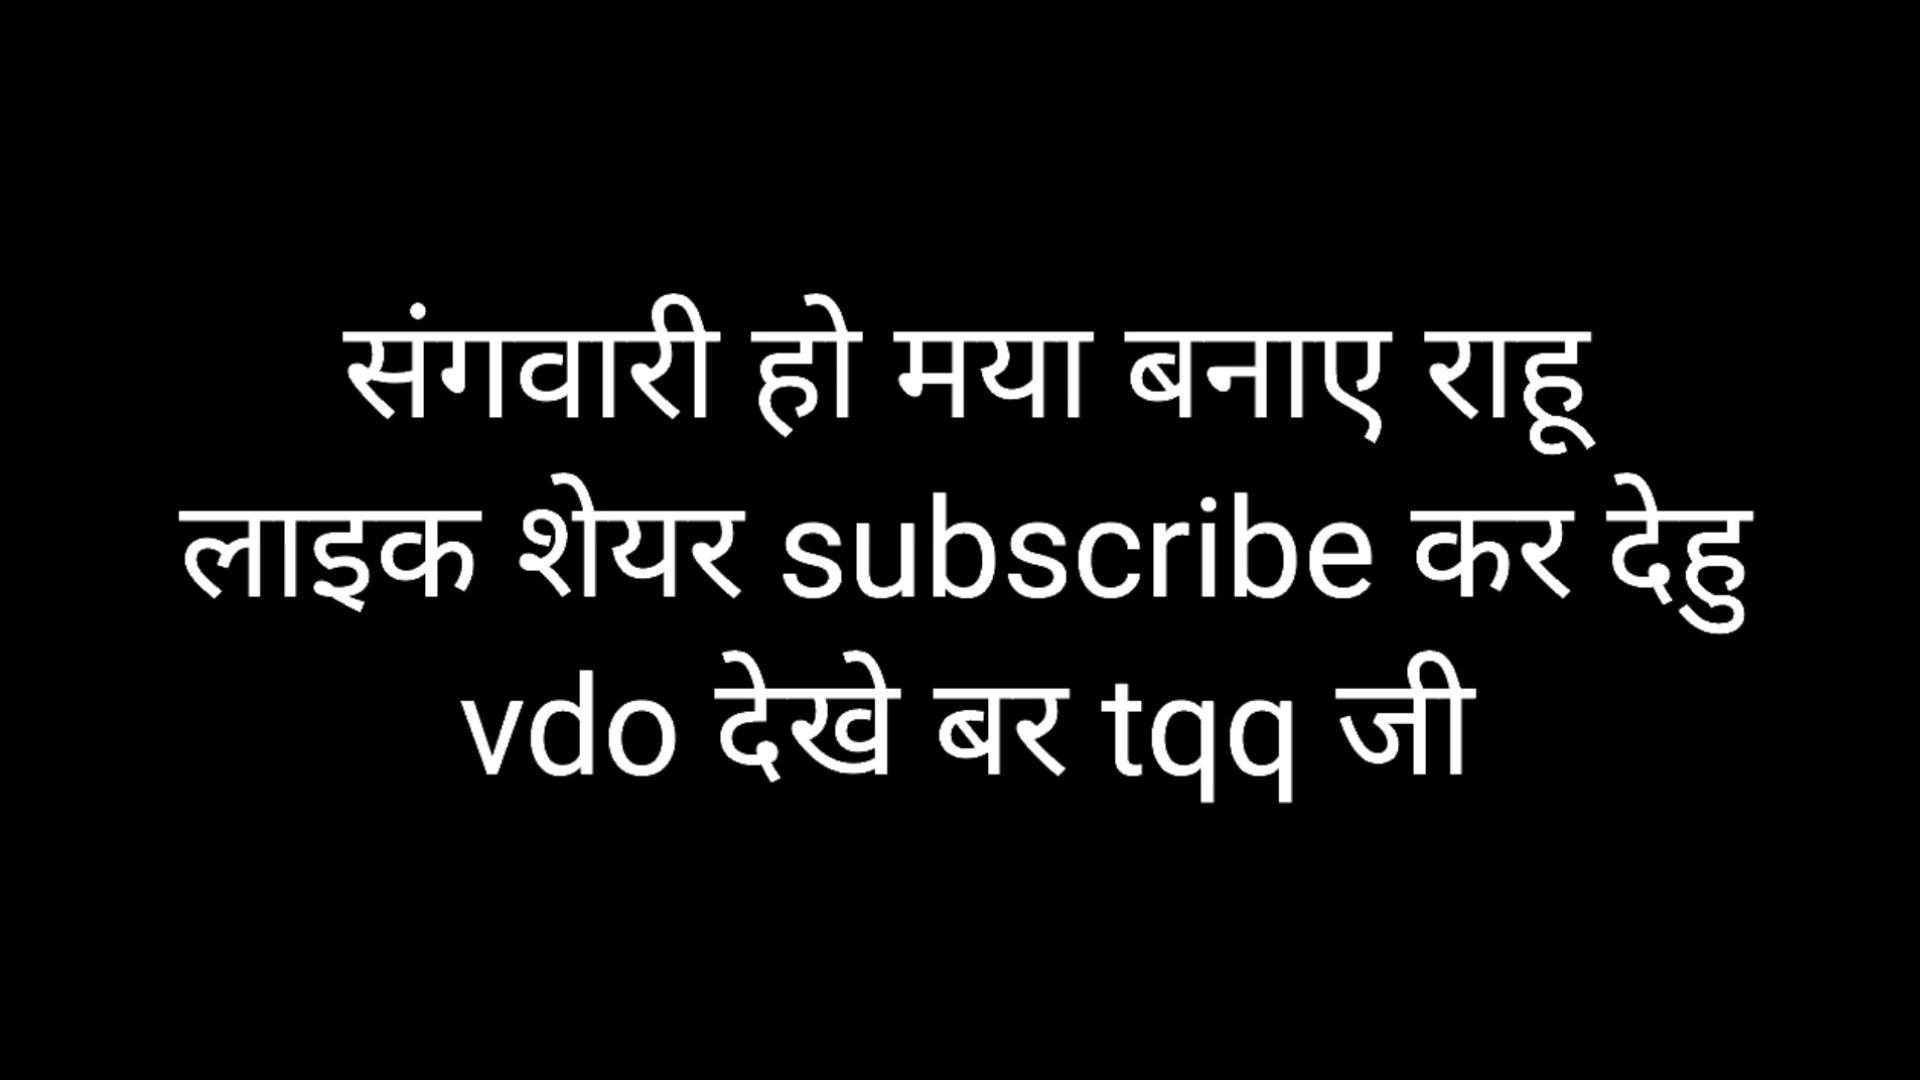 संगवारी हो मया बनाए राहू
लाइक शेयर subscribe कर देहु
vdo देखे बर tqq जी